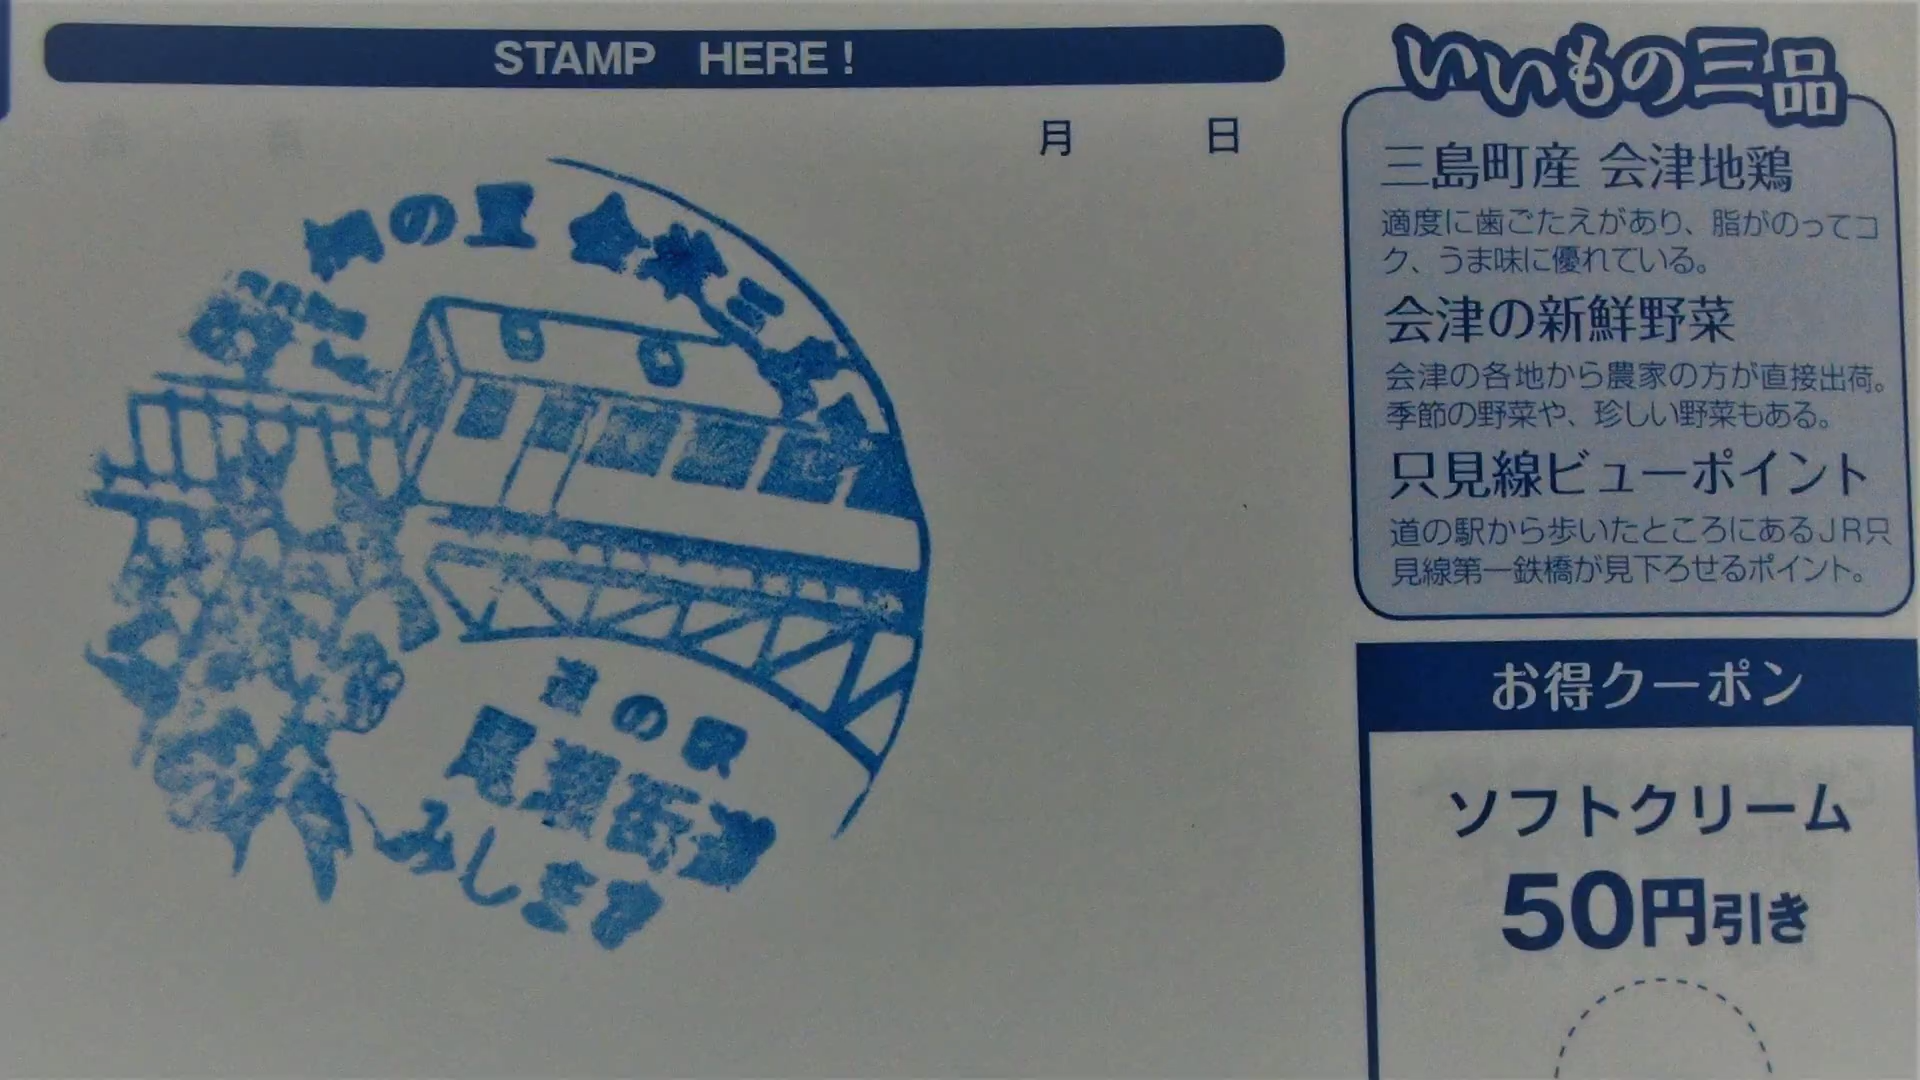 STAMP HERE!
月 日
の里 会津三島
道の駅
尾瀬街道
みしま宿
いいもの三品
三島町産 会津地鶏
適度に歯ごたえがあり、脂がのってコ
ク、うま味に優れている。
会津の新鮮野菜
会津の各地から農家の方が直接出荷。
季節の野菜や、珍しい野菜もある。
只見線ビューポイント
道の駅から歩いたところにあるJR只
見線第一鉄橋が見下ろせるポイント。
お得クーポン
ソフトクリーム
50円引き